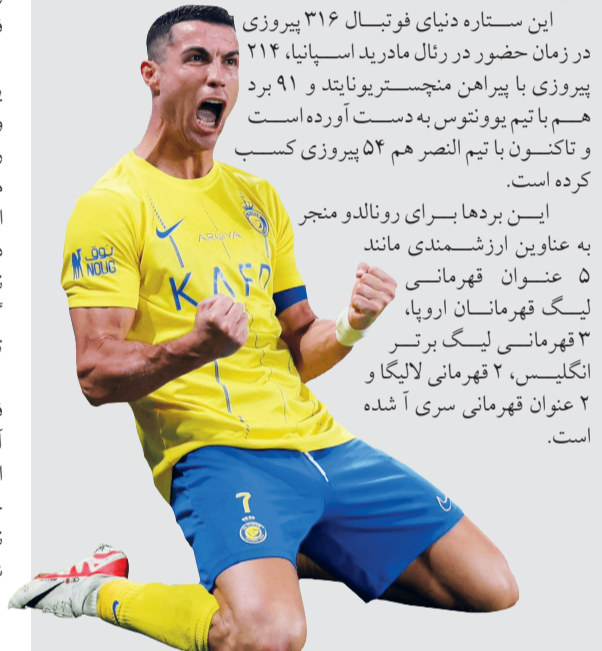 این ستاره دنیای فوتبال ۳۱۶ پیروزی
در زمان حضور در رئال مادرید اسپانیا، ۲۱۴
پیروزی با پیراهن منچستریونایتد و ۹۱ برد
هم با تیم یوونتوس به دست آورده است
و تاکنون با تیم النصر هم ۵۴ پیروزی کسب
کرده است.
این بردها برای رونالدو منجر
به عناوین ارزشمندی مانند
۵ عنوان قهرمانی
لیگ قهرمانان اروپا،
۳ قهرمانی لیگ برتر
انگلیس، ۲ قهرمانی لالیگا و
۲ عنوان قهرمانی سری آ شده
است.
نوق
NOUG
KAFD
7